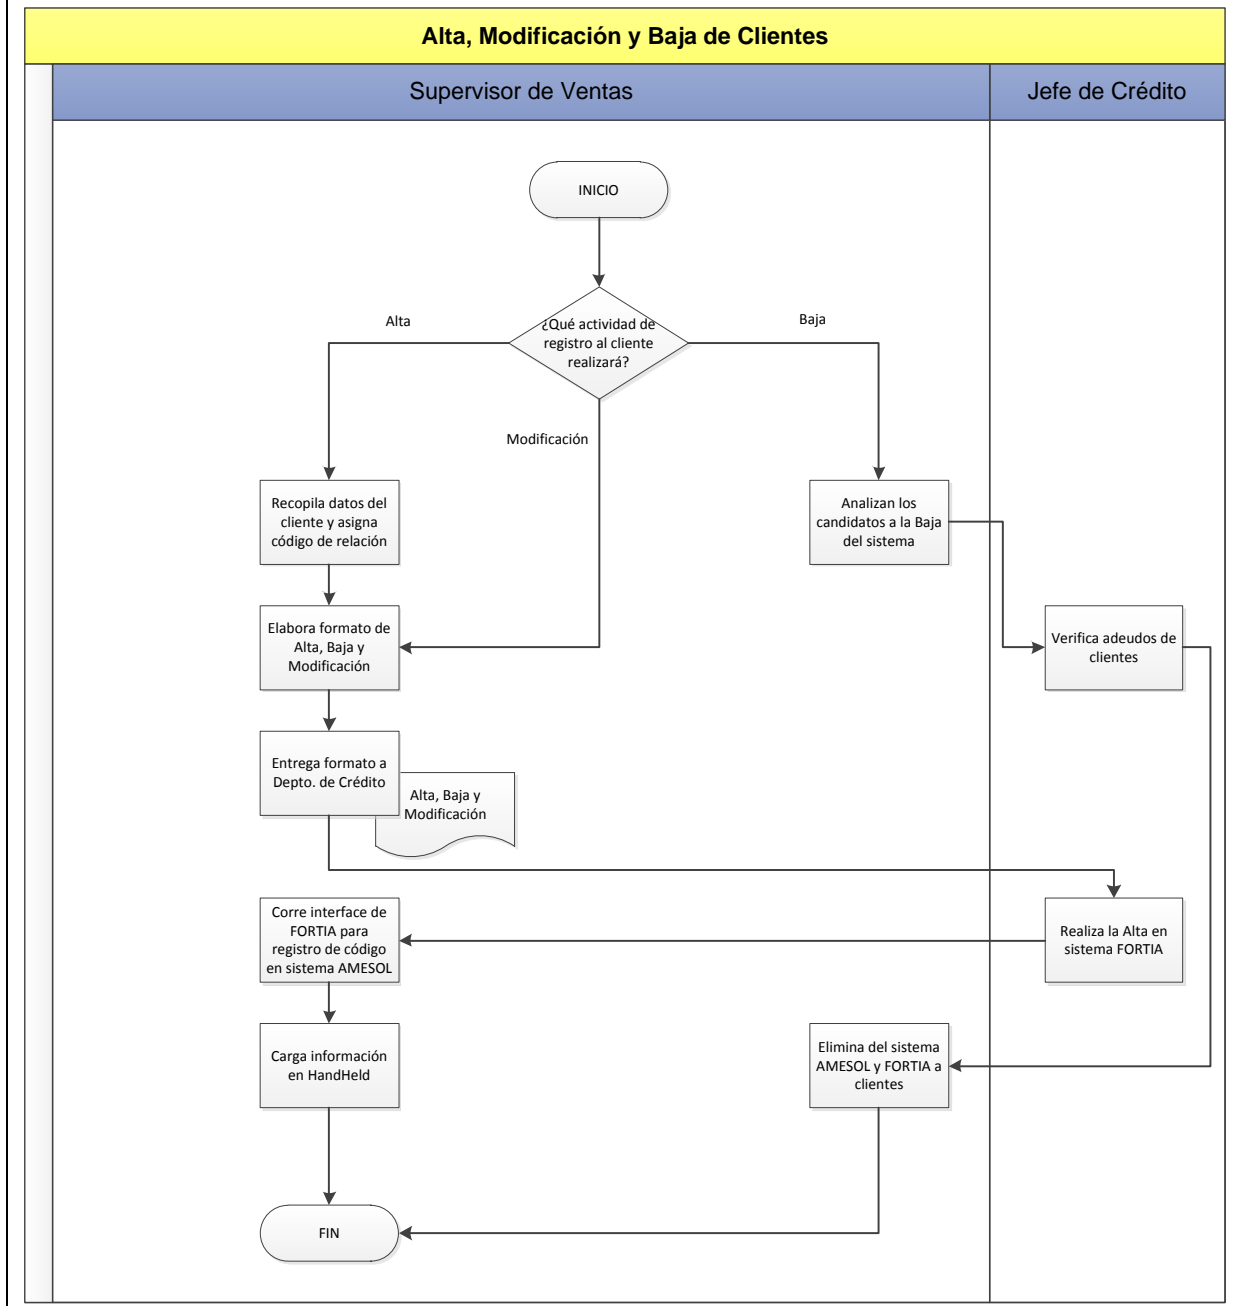 Alta, Modificación y Baja de Clientes
Supervisor de Ventas
Jefe de Crédito
INICIO
¿Qué actividad de
registro al cliente
realizará?
Alta
Baja
Modificación
Recopila datos del
cliente y asigna
código de relación
Analizan los
candidatos a la Baja
del sistema
Elabora formato de
Alta, Baja y
Modificación
Verifica adeudos de
clientes
Entrega formato a
Depto. de Crédito
Alta, Baja y
Modificación
Corre interface de
FORTIA para
registro de código
en sistema AMESOL
Realiza la Alta en
sistema FORTIA
Carga información
en HandHeld
Elimina del sistema
AMESOL y FORTIA a
clientes
FIN